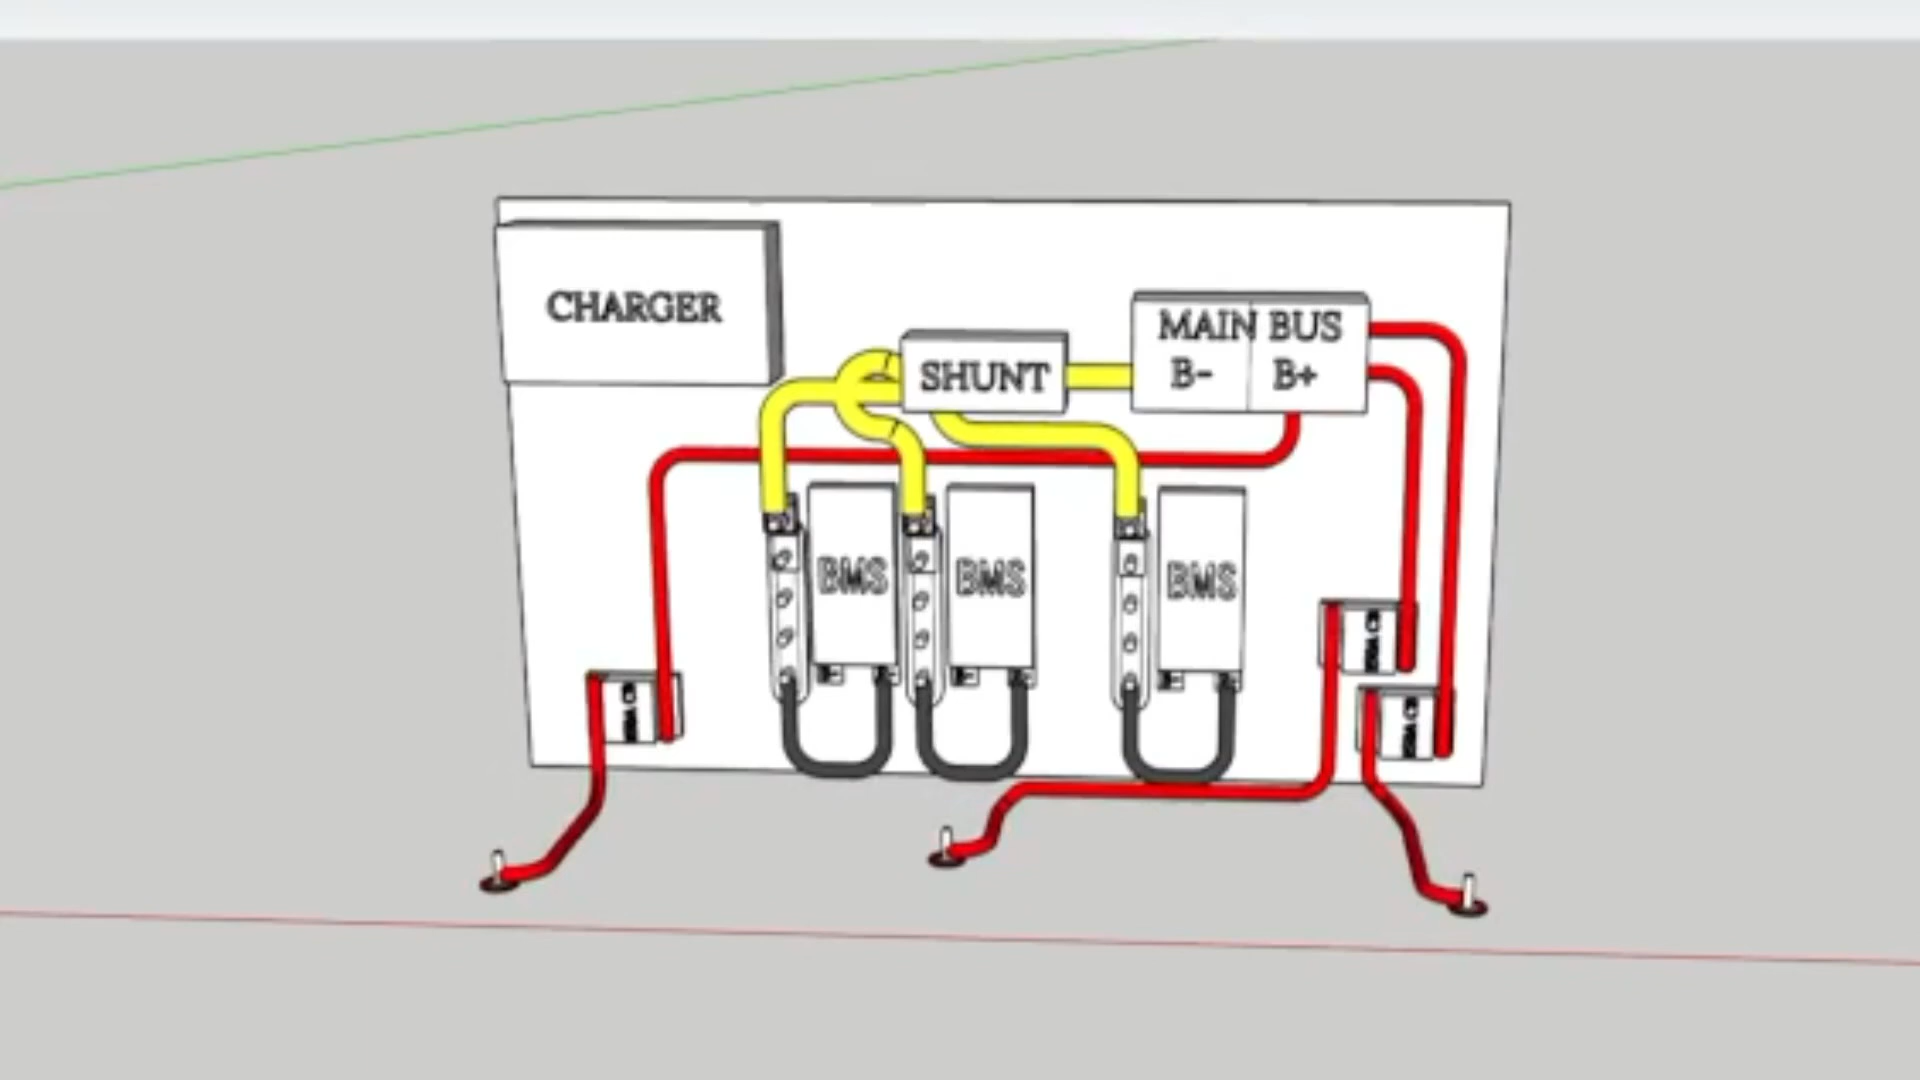 CHARGER
SHUNT
MAIN BUS
B- B+
BMS
BMS
BMS